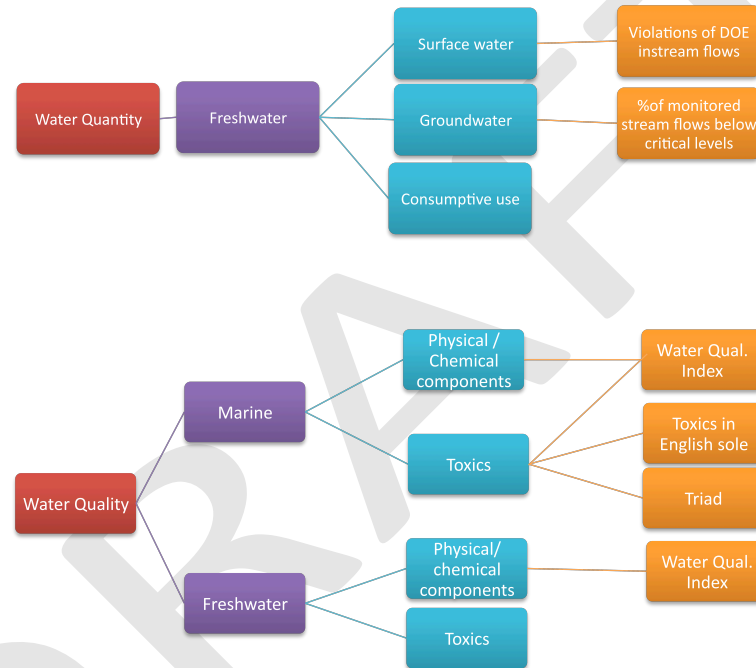 Surface water
Violations of DOE
instream flows
Water Quantity
Freshwater
Groundwater
%of monitored
stream flows below
critical levels
Consumptive use
Physical /
Chemical
components
Water Qual.
Index
Marine
Toxics in
English sole
Toxics
Triad
Water Quality
Physical/
chemical
components
Water Qual.
Index
Freshwater
Toxics
DRAFT